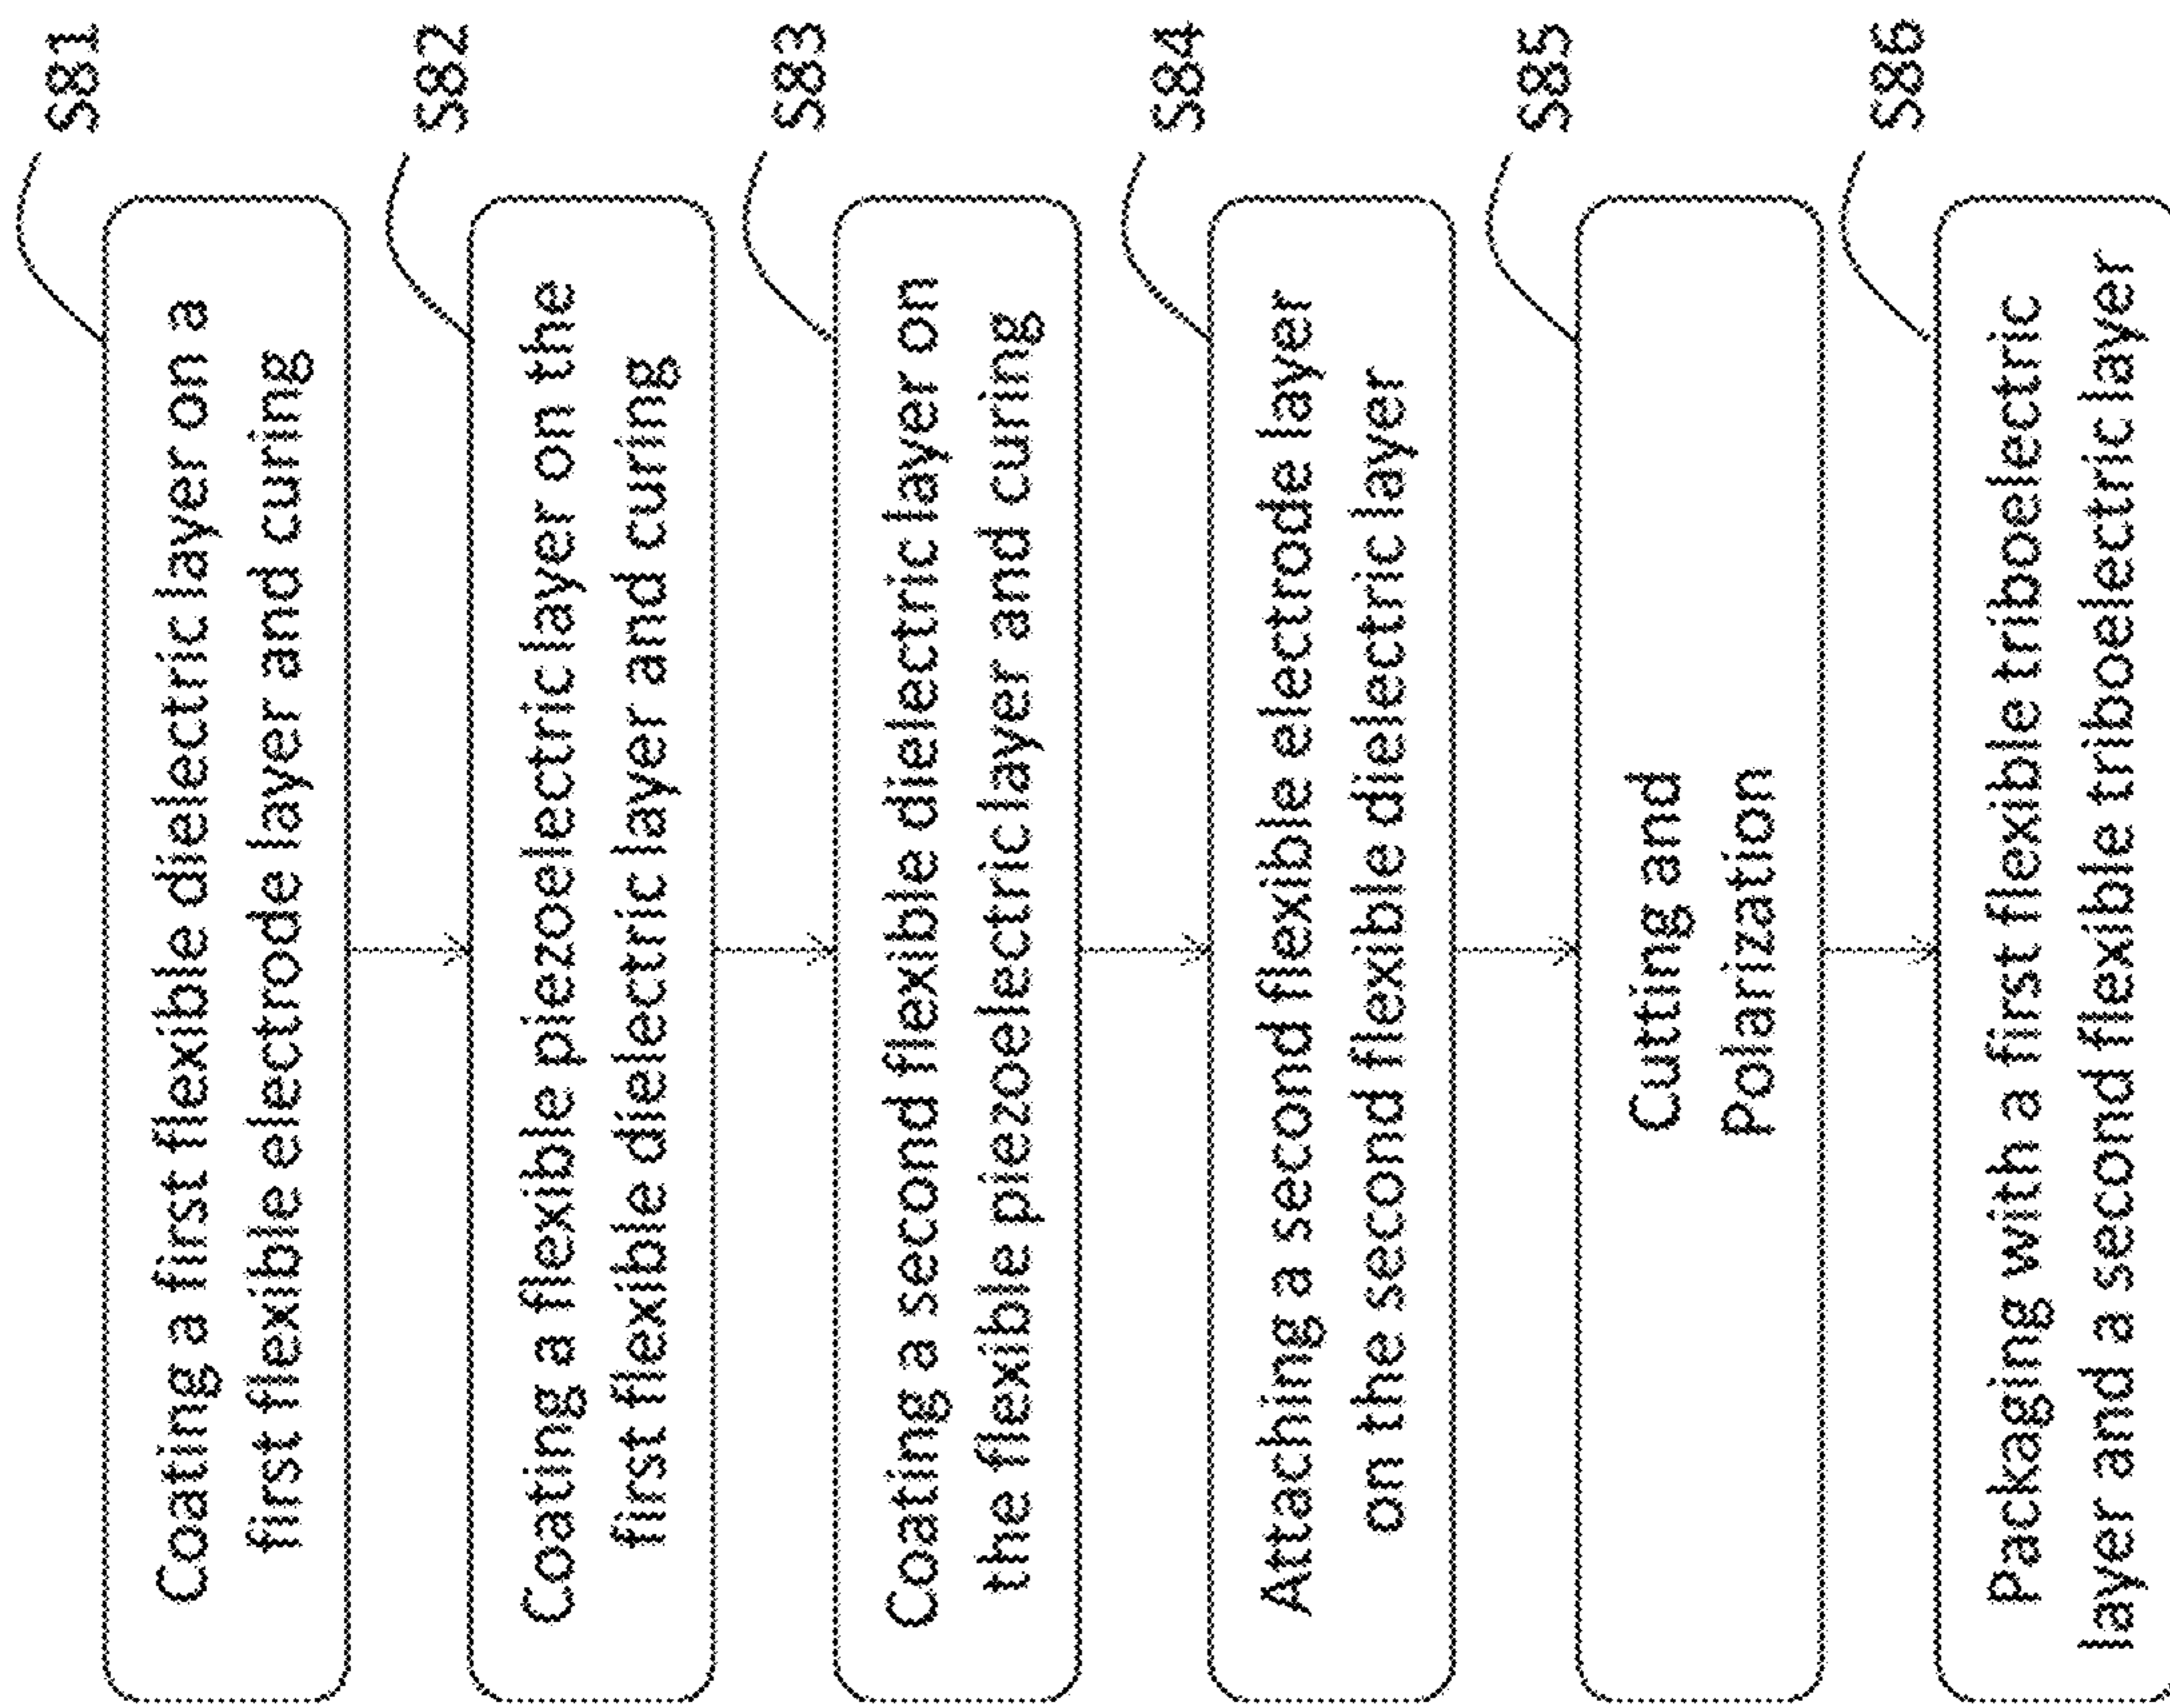 S81
Coating a first flexible dielectric layer on a
first flexible electrode layer and curing
S82
Coating a flexible piezoelectric layer on the
first flexible dielectric layer and curing
S83
Coating a second flexible dielectric layer on
the flexible piezoelectric layer and curing
S84
Attaching a second flexible electrode layer
on the second flexible dielectric layer
S85
Cutting and
Polarization
S86
Packaging with a first flexible triboelectric
layer and a second flexible triboelectric layer